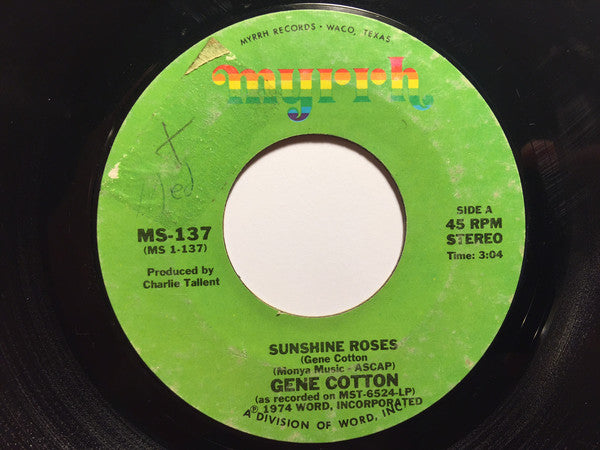 MYRRH RECORDS - WACO, TEXAS
myrrh
Med
MS-137
(MS 1-137)
Produced by
Charlie Tallent
SIDE A
45 RPM
STEREO
Time: 3:04
SUNSHINE ROSES
(Gene Cotton
(Monya Music - ASCAP)
GENE COTTON
(as recorded on MST-6524-LP)
℗ 1974 WORD, INCORPORATED
A DIVISION OF WORD, INC